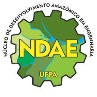 NÚCLEO DE DESENVOLVIMENTO AMAZÔNICO EM ENGENHARIA
NDAE
UFPA